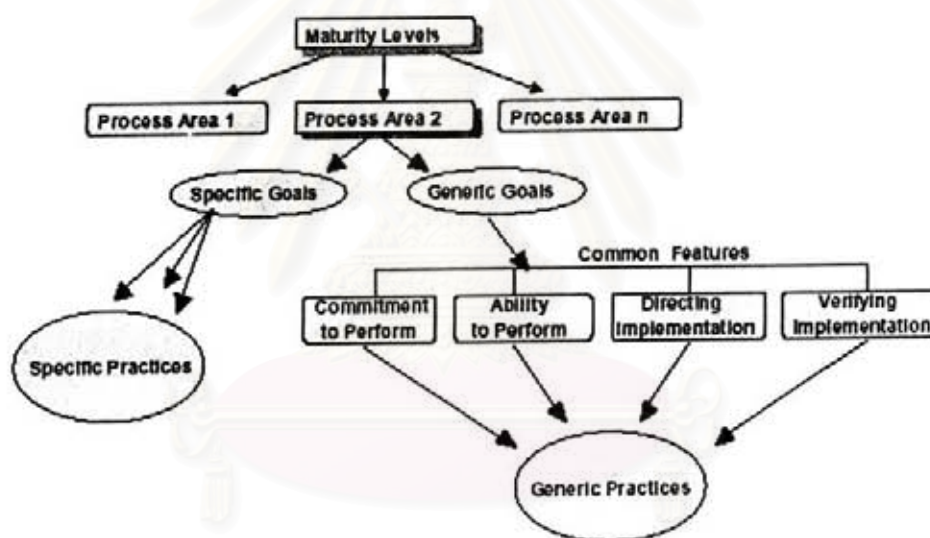 Maturity Levels
Process Area 1
Process Area 2
Process Area n
Specific Goals
Generic Goals
Common Features
Commitment
to Perform
Ability
to Perform
Directing
Implementation
Verifying
Implementation
Specific Practices
Generic Practices